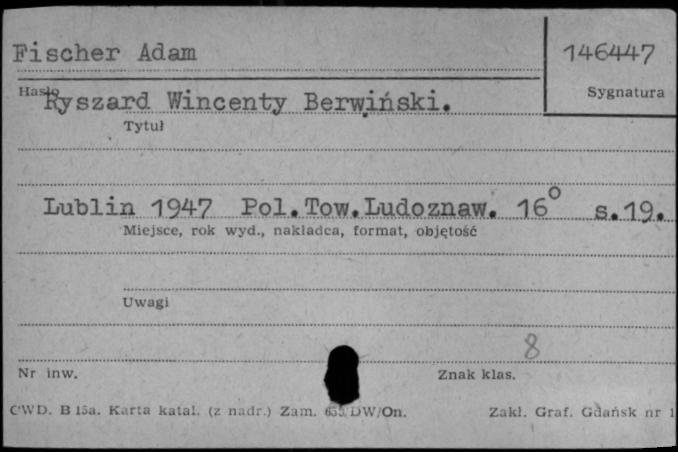 Fischer Adam
146447
Hasło
Sygnatura
Ryszard Wincenty Berwiński.
Tytuł
Lublin 1947 Pol.Tow.Ludoznaw. 16° s.19.
Miejsce, rok wyd., nakładca, format, objętość
Uwagi
8
Nr inw.
Znak klas.
CWD. B 15a. Karta katal. (z nadr.) Zam. DW/On.
Zakł. Graf. Gdańsk nr 1